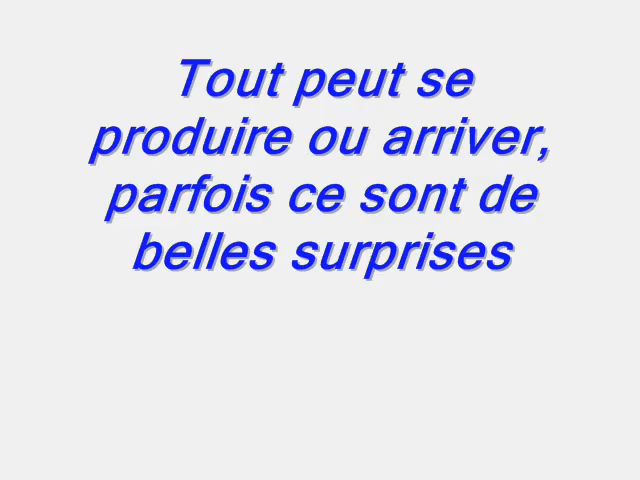 Tout peut se
produire ou arriver,
parfois ce sont de
belles surprises